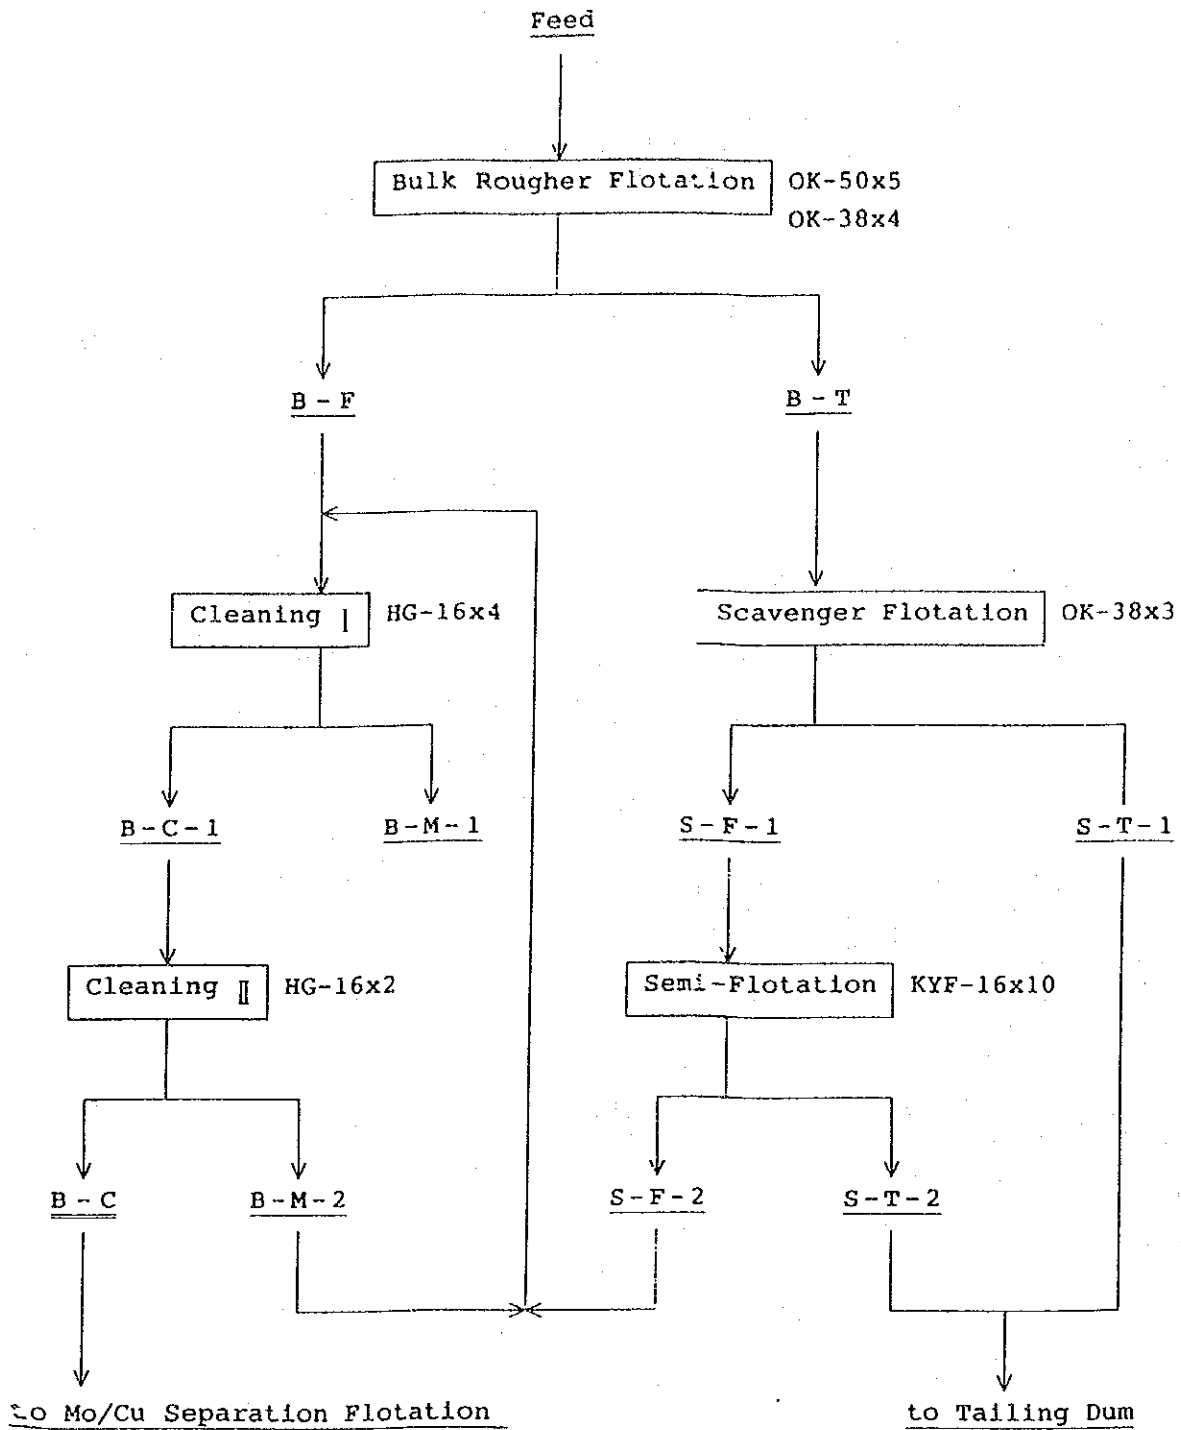 Feed
Bulk Rougher Flotation OK-50x5
OK-38x4
B - F B - T
Cleaning I HG-16x4 Scavenger Flotation OK-38x3
B-C-1 B-M-1 S-F-1 S-T-1
Cleaning II HG-16x2 Semi-Flotation KYF-16x10
B - C B-M-2 S-F-2 S-T-2
to Mo/Cu Separation Flotation to Tailing Dum